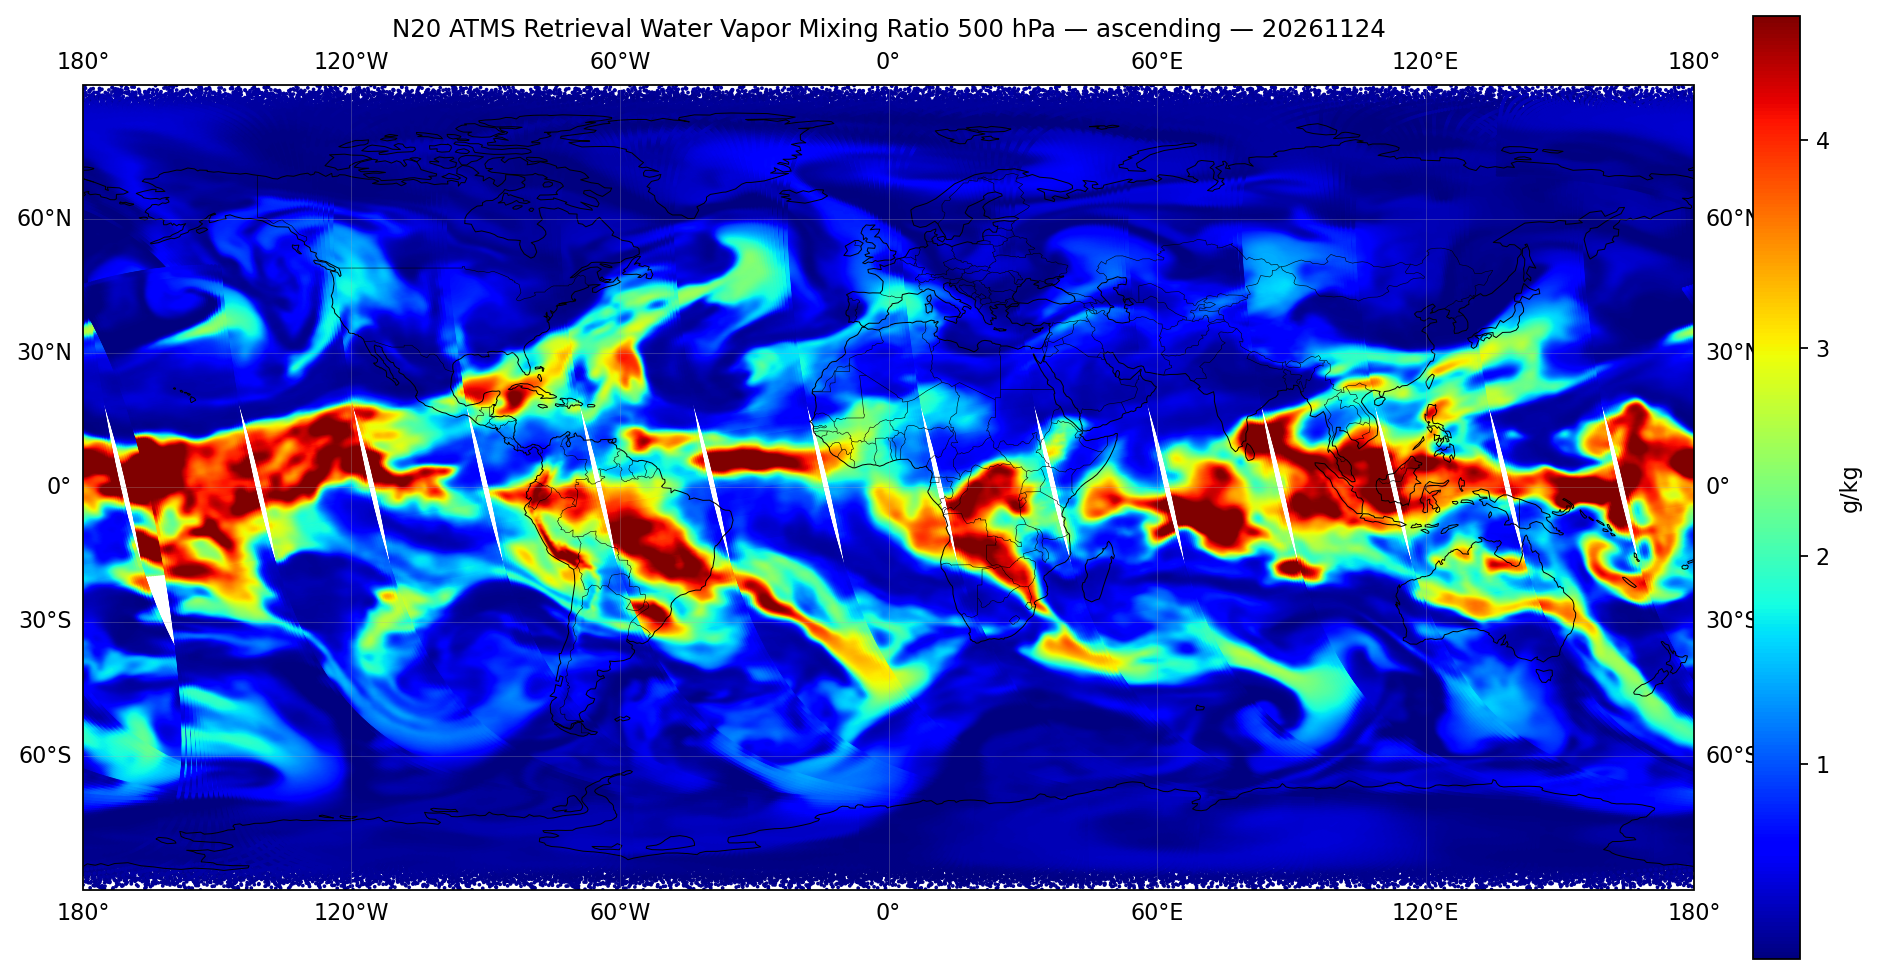 N20 ATMS Retrieval Water Vapor Mixing Ratio 500 hPa — ascending — 20261124
180° 120°W 60°W 0° 60°E 120°E 180°
60°N 60°N
30°N 30°N
0° 0°
30°S 30°S
60°S 60°S
180° 120°W 60°W 0° 60°E 120°E 180°
4
3
2
1
g/kg